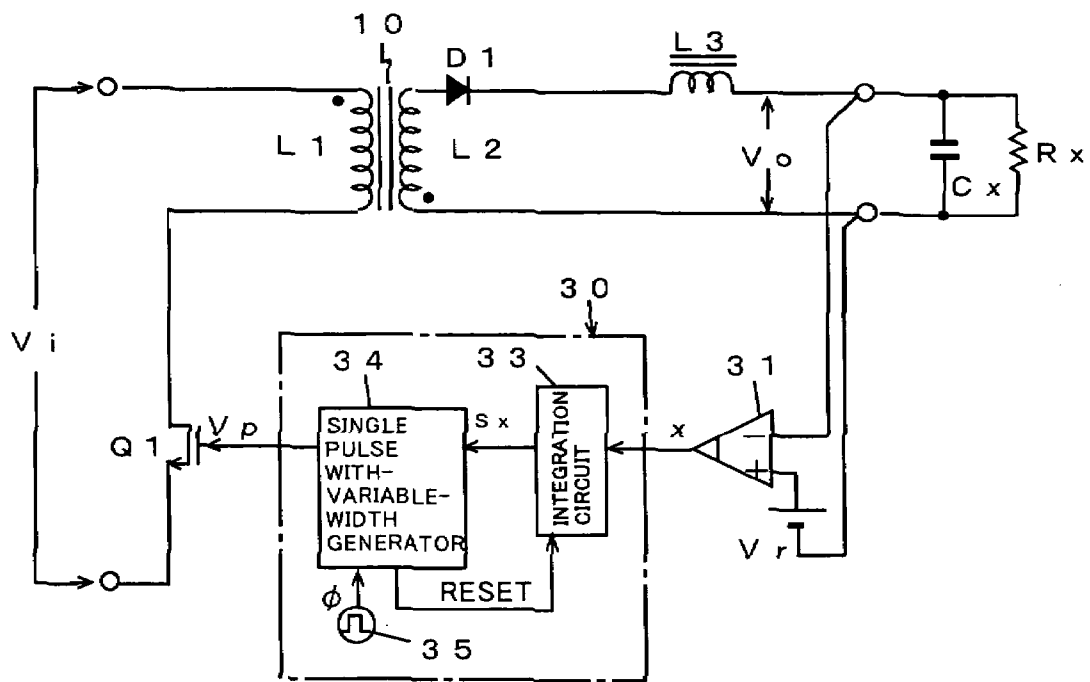 10
D1
L3
L1
L2
Vo
Cx
Rx
Vi
30
34
33
31
Q1
Vp
SINGLE
PULSE
WITH-
VARIABLE-
WIDTH
GENERATOR
Sx
INTEGRATION
CIRCUIT
x
−
+
Vr
RESET
ϕ
35